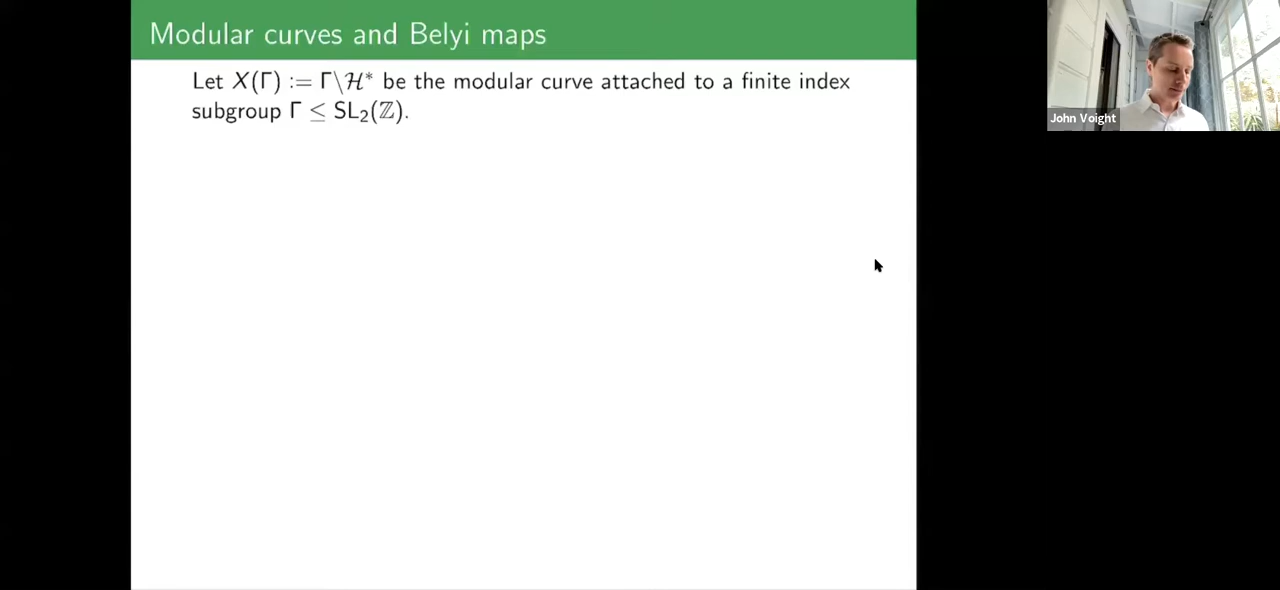 Modular curves and Belyi maps
Let X(Γ) := Γ\ℋ* be the modular curve attached to a finite index
subgroup Γ ≤ SL₂(ℤ).
John Voight